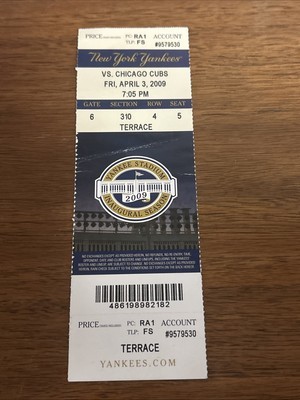 PRICE PC: RA1 ACCOUNT
TLP: FS #9579530
New York Yankees
VS. CHICAGO CUBS
FRI, APRIL 3, 2009
7:05 PM
GATE SECTION ROW SEAT
6 310 4 5
TERRACE
YANKEE STADIUM
2009
INAUGURAL SEASON
486198982182
PRICE PC: RA1 ACCOUNT
TLP: FS #9579530
TERRACE
YANKEES.COM